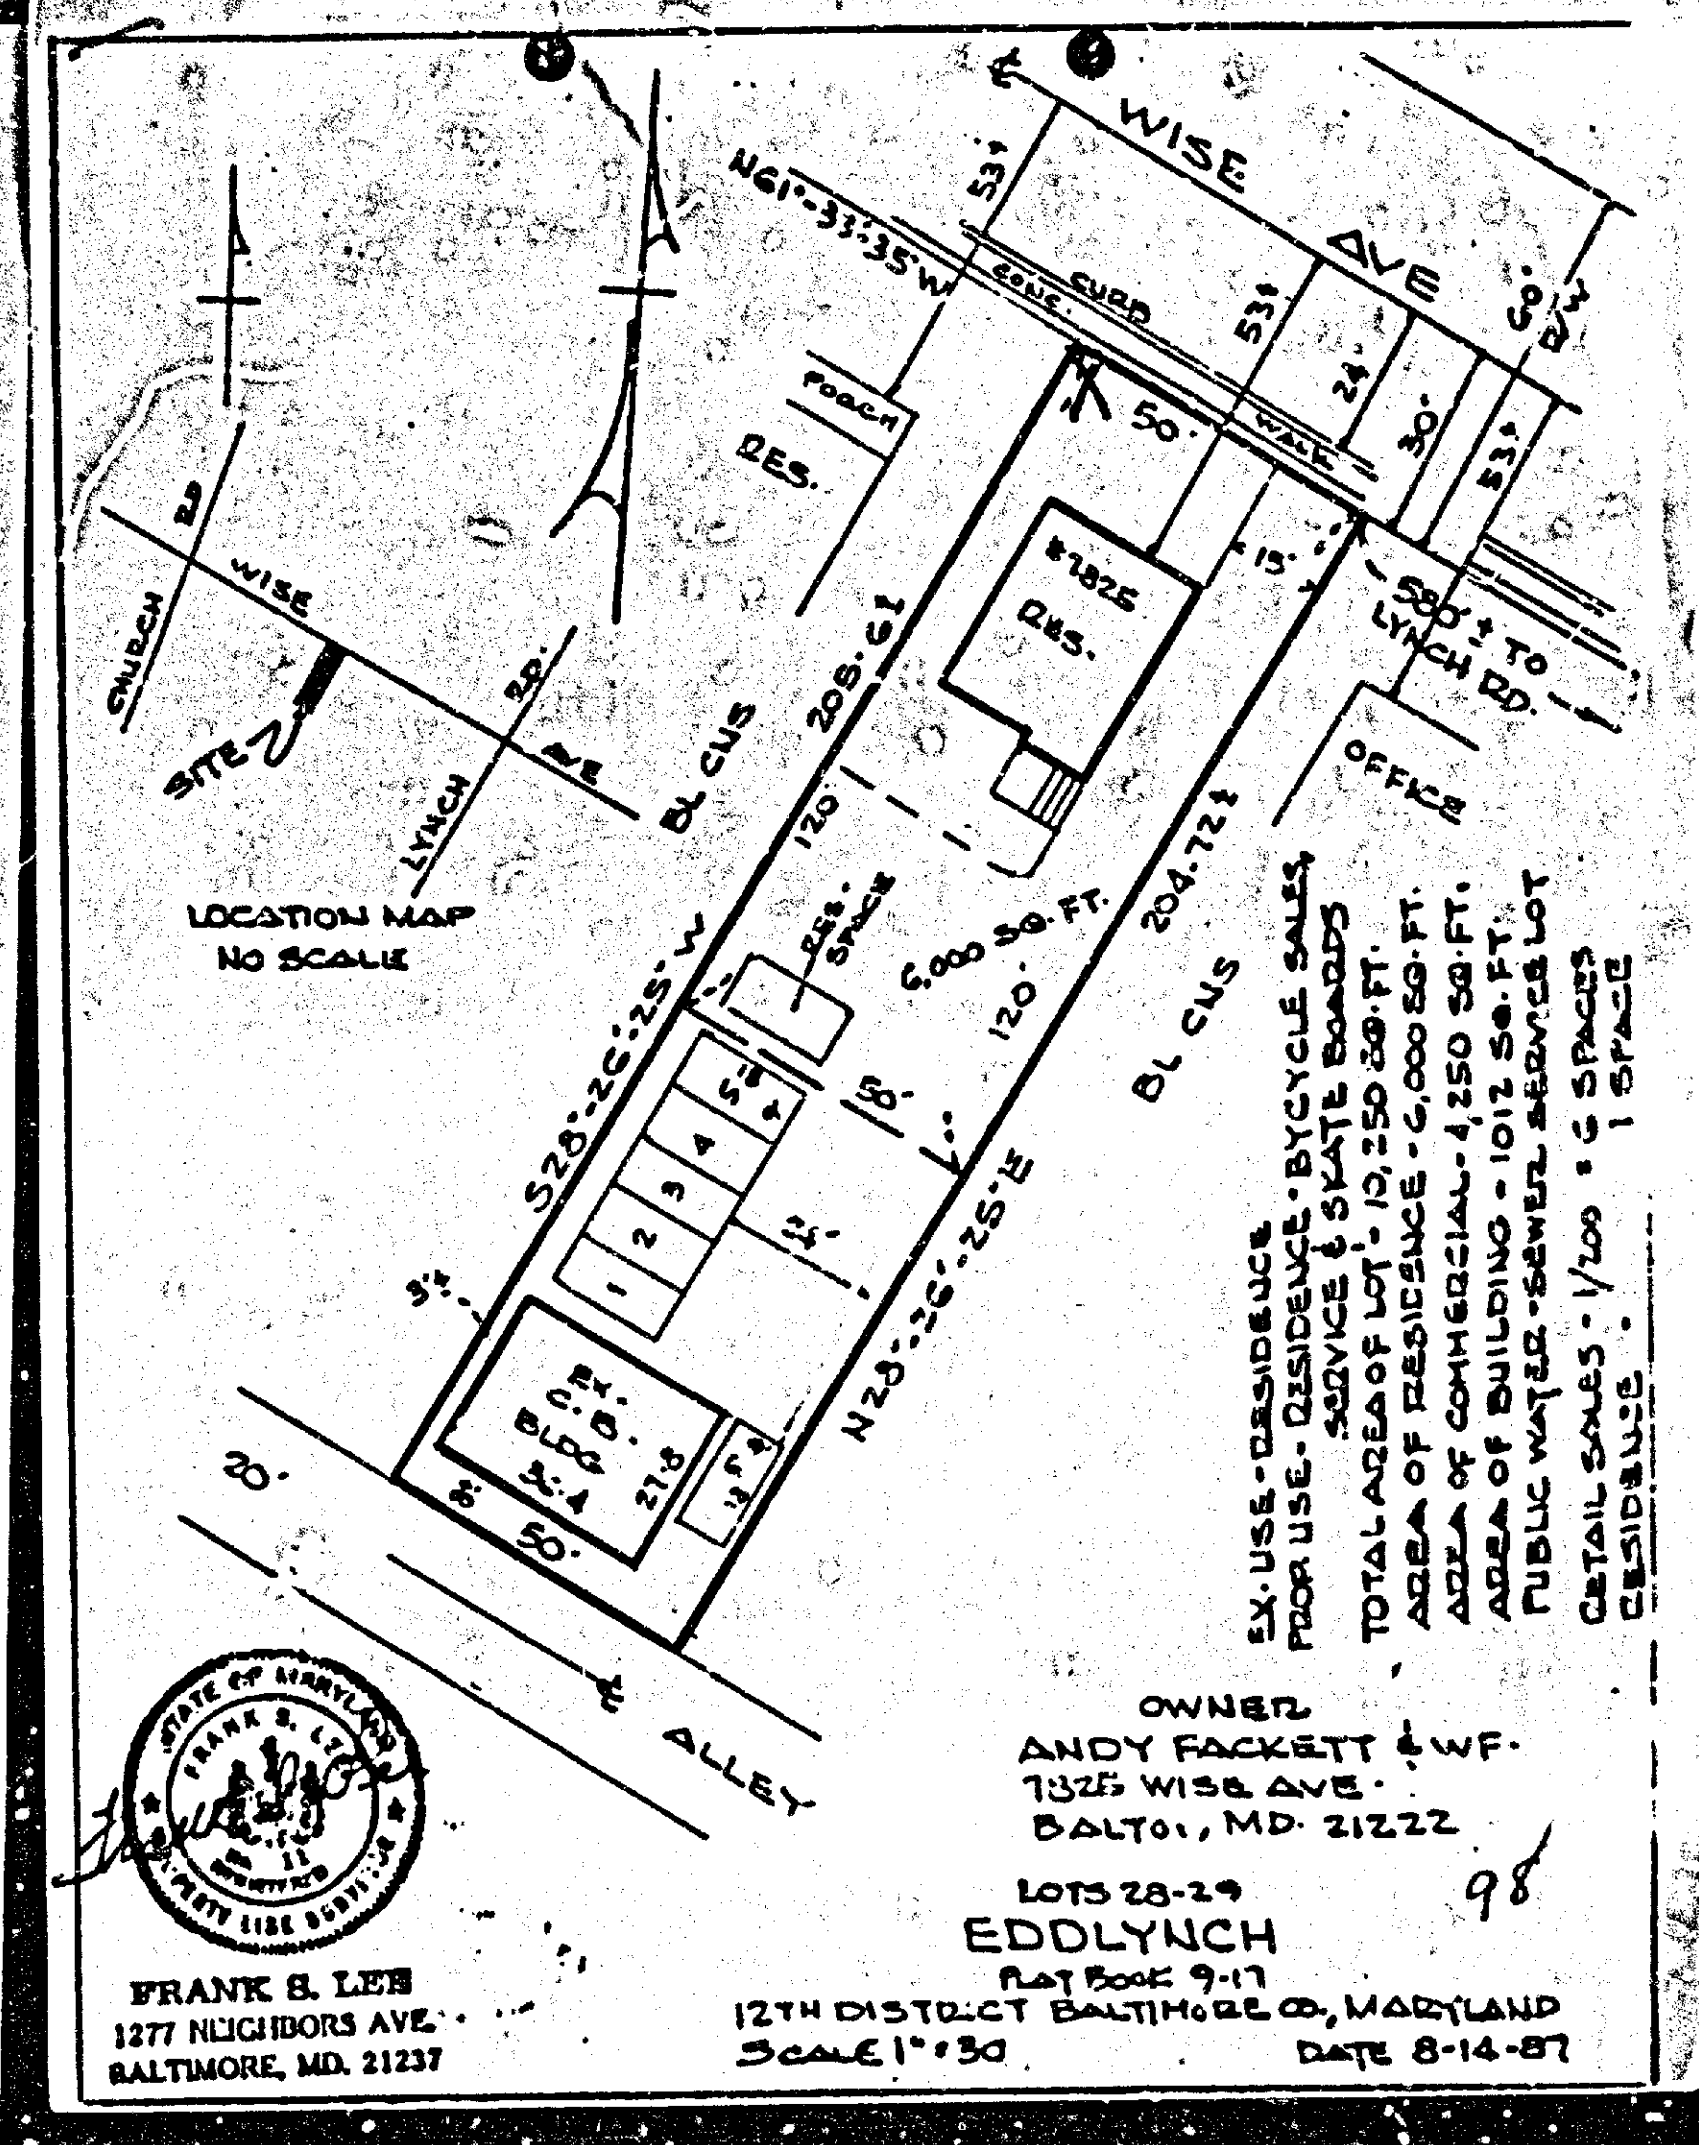 WISE AVE
N61°-33'-35"W
53'±
CONC.
CURB
WALK
53'±
24'
30'
53'±
60'
R/W
PORCH
RES.
50'
15'
580'± TO
LYNCH RD.
OFFICE
RES.
CHURCH RD
WISE AVE
SITE
LYNCH RD.
LOCATION MAP
NO SCALE
BL CNS
205.61
120'
S28°-26'-25"W
RES.
SPACE
6,000 SQ. FT.
120'
204.72±
BL CNS
50'
N28°-26'-25"E
1
2
3
4
EX.
C. B.
BLDG
27.8
8'
50'
20'
ALLEY
EX. USE - RESIDENCE
PROP USE - RESIDENCE - BYCYCLE SALES,
SERVICE & SKATE BOARDS
TOTAL AREA OF LOT - 10,250 SQ. FT.
AREA OF RESIDENCE - 6,000 SQ. FT.
AREA OF COMMERCIAL - 4,250 SQ. FT.
AREA OF BUILDING - 1012 SQ. FT.
PUBLIC WATER - SEWER SERVICE LOT
RETAIL SALES - 1/200 = 6 SPACES
RESIDENCE - 1 SPACE
STATE OF MARYLAND
FRANK S. LEE
FRANK S. LEE
1277 NEIGHBORS AVE.
BALTIMORE, MD. 21237
OWNER
ANDY FACKETT & WF.
7825 WISE AVE.
BALTO., MD. 21222
98
LOTS 28-29
EDDLYNCH
PLAT BOOK 9-17
12TH DISTRICT BALTIMORE CO., MARYLAND
SCALE 1"=30
DATE 8-14-87